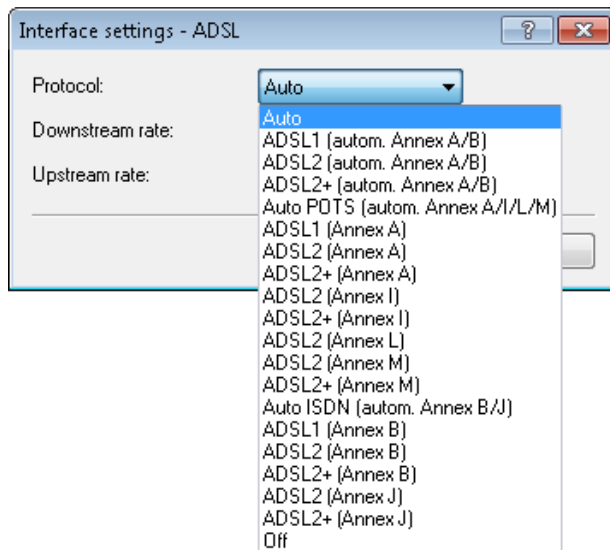 Interface settings - ADSL
Protocol:
Auto
Downstream rate:
Upstream rate:
Auto
ADSL1 (autom. Annex A/B)
ADSL2 (autom. Annex A/B)
ADSL2+ (autom. Annex A/B)
Auto POTS (autom. Annex A/I/L/M)
ADSL1 (Annex A)
ADSL2 (Annex A)
ADSL2+ (Annex A)
ADSL2 (Annex I)
ADSL2+ (Annex I)
ADSL2 (Annex L)
ADSL2 (Annex M)
ADSL2+ (Annex M)
Auto ISDN (autom. Annex B/J)
ADSL1 (Annex B)
ADSL2 (Annex B)
ADSL2+ (Annex B)
ADSL2 (Annex J)
ADSL2+ (Annex J)
Off